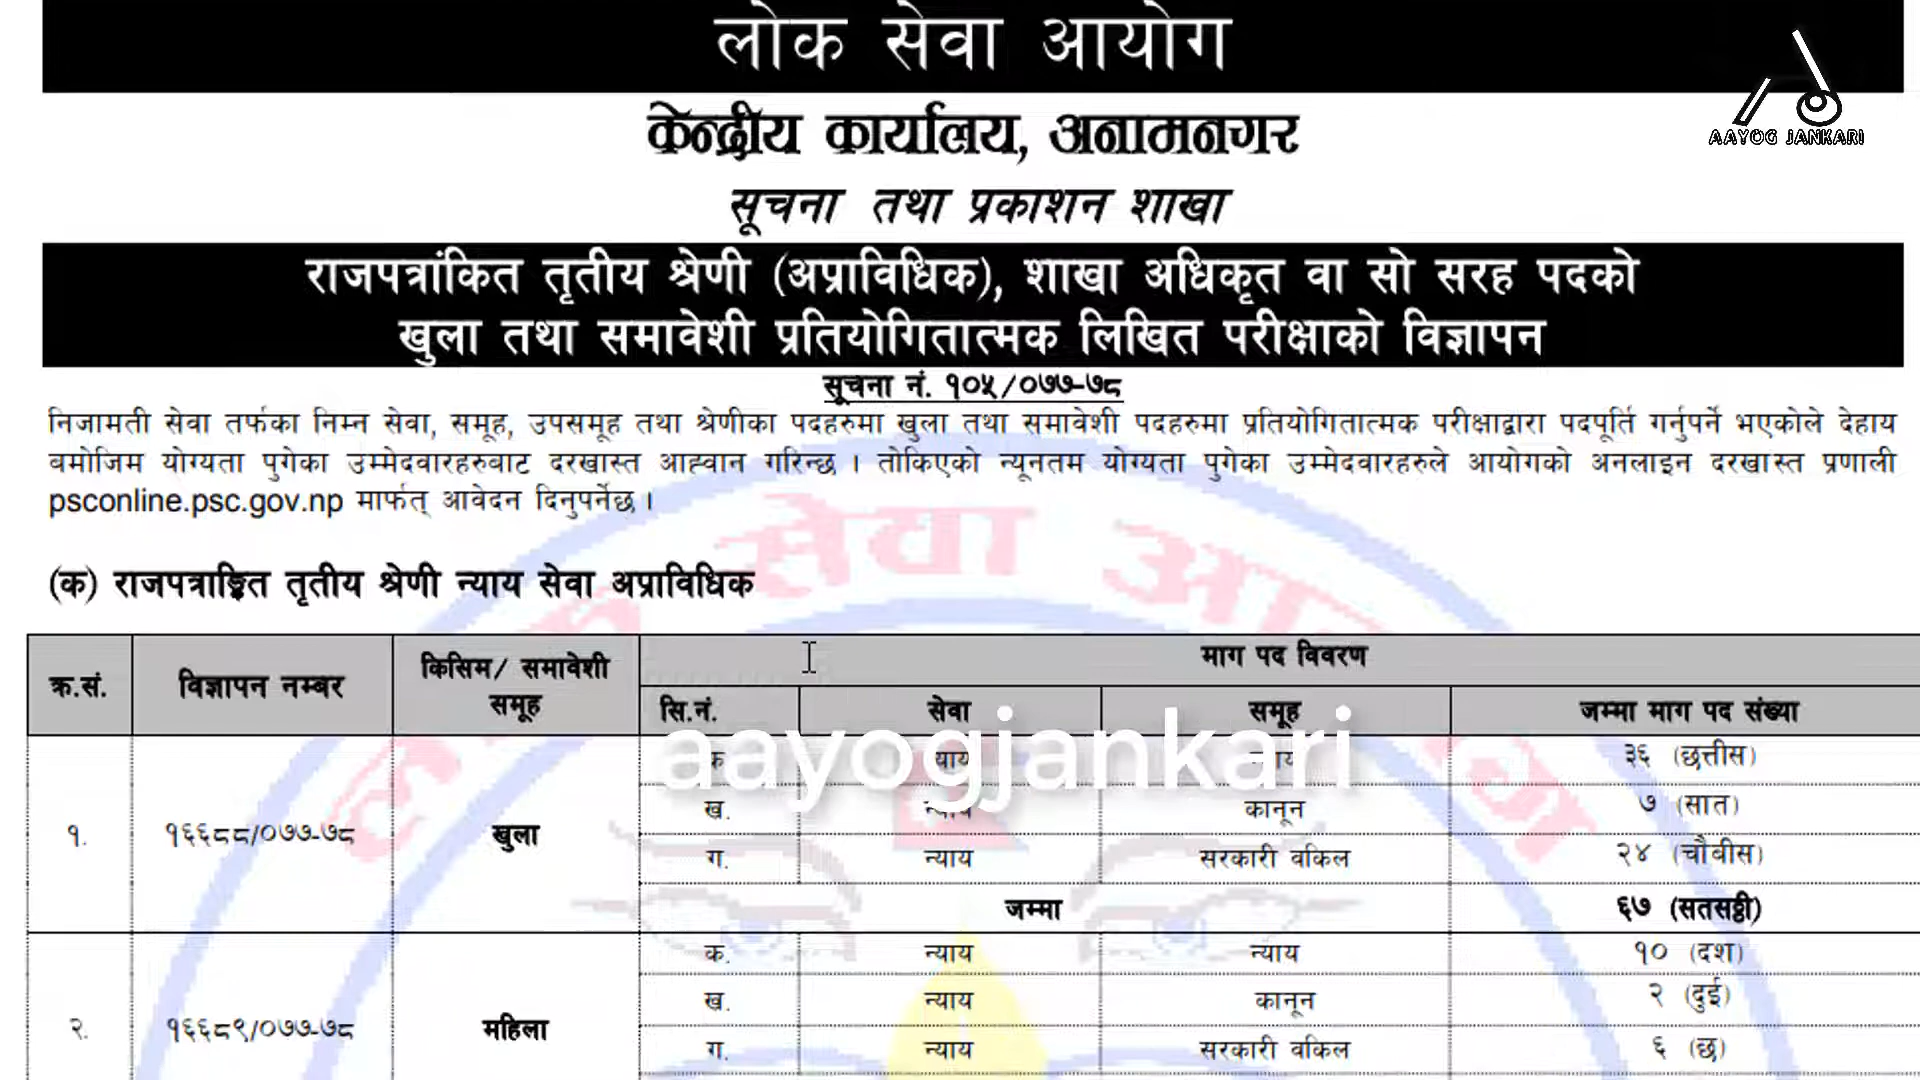 लोक सेवा आयोग
AAYOG JANKARI
केन्द्रीय कार्यालय, अनामनगर
सूचना तथा प्रकाशन शाखा
राजपत्रांकित तृतीय श्रेणी (अप्राविधिक), शाखा अधिकृत वा सो सरह पदको
खुला तथा समावेशी प्रतियोगितात्मक लिखित परीक्षाको विज्ञापन
सूचना नं. १०५/०७७-७८
निजामती सेवा तर्फका निम्न सेवा, समूह, उपसमूह तथा श्रेणीका पदहरुमा खुला तथा समावेशी पदहरुमा प्रतियोगितात्मक परीक्षाद्वारा पदपूर्ति गर्नुपर्ने भएकोले देहाय
बमोजिम योग्यता पुगेका उम्मेदवारहरुबाट दरखास्त आह्वान गरिन्छ । तोकिएको न्यूनतम योग्यता पुगेका उम्मेदवारहरुले आयोगको अनलाइन दरखास्त प्रणाली
psconline.psc.gov.np मार्फत् आवेदन दिनुपर्नेछ ।
(क) राजपत्राङ्कित तृतीय श्रेणी न्याय सेवा अप्राविधिक
क्र.सं. विज्ञापन नम्बर किसिम/ समावेशी समूह माग पद विवरण
सि.नं. सेवा समूह जम्मा माग पद संख्या
aayogjankari
क न्याय ३६ (छत्तीस)
ख. न्याय कानून ७ (सात)
१. १६६८८/०७७-७८ खुला
ग. न्याय सरकारी वकिल २४ (चौबीस)
जम्मा ६७ (सतसठ्ठी)
क. न्याय न्याय १० (दश)
ख. न्याय कानून २ (दुई)
२. १६६८९/०७७-७८ महिला
ग. न्याय सरकारी वकिल ६ (छ)